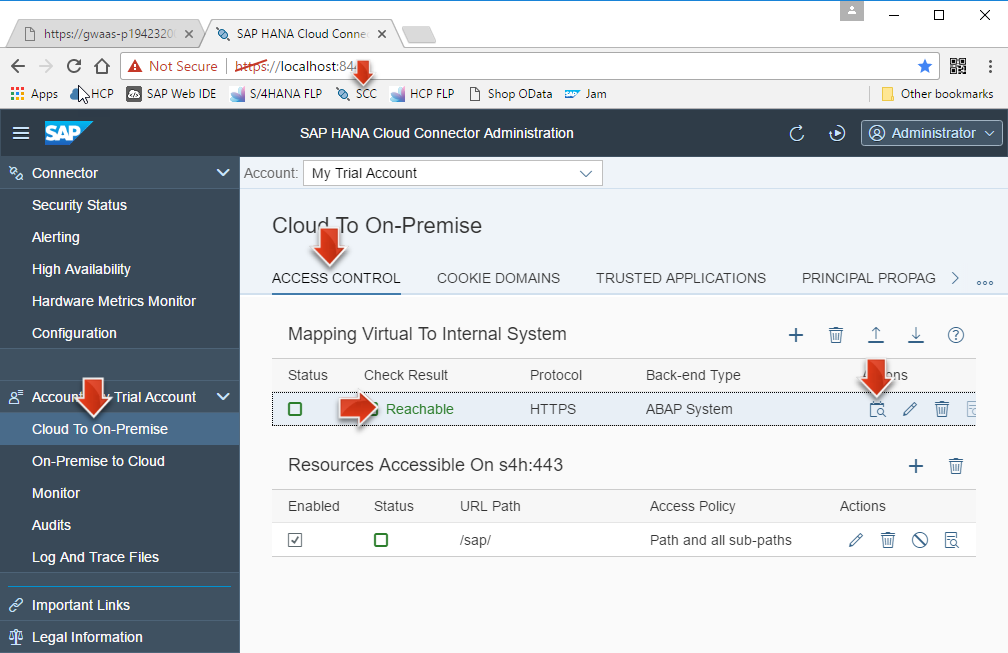 https://gwaas-p1942320
SAP HANA Cloud Conne
Not Secure https://localhost:84
Apps HCP SAP Web IDE S/4HANA FLP SCC HCP FLP Shop OData Jam Other bookmarks
SAP SAP HANA Cloud Connector Administration Administrator
Connector
Account: My Trial Account
Security Status
Cloud To On-Premise
Alerting
High Availability
ACCESS CONTROL COOKIE DOMAINS TRUSTED APPLICATIONS PRINCIPAL PROPAG
Hardware Metrics Monitor
Configuration
Mapping Virtual To Internal System
Status Check Result Protocol Back-end Type
Trial Account
Reachable HTTPS ABAP System
Cloud To On-Premise
On-Premise to Cloud
Resources Accessible On s4h:443
Monitor
Enabled Status URL Path Access Policy Actions
Audits
/sap/ Path and all sub-paths
Log And Trace Files
Important Links
Legal Information